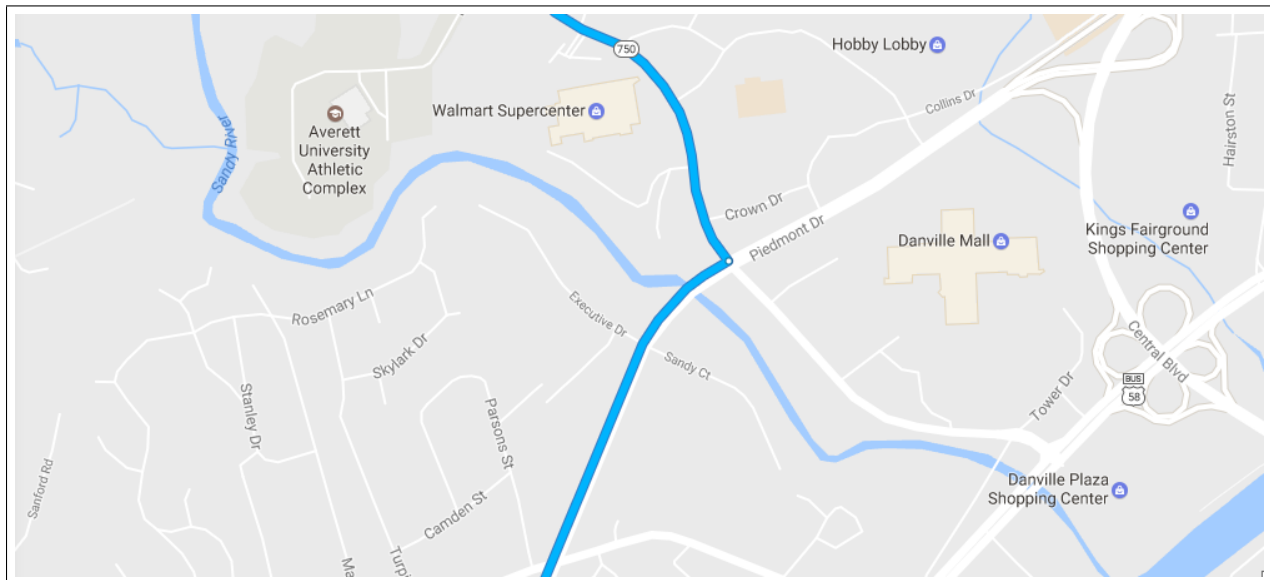 750
Hobby Lobby
Walmart Supercenter
Collins Dr
Hairston St
Averett
University
Athletic
Complex
Sandy River
Crown Dr
Piedmont Dr
Danville Mall
Kings Fairground
Shopping Center
Rosemary Ln
Executive Dr
Skylark Dr
Sandy Ct
Central Blvd
BUS
58
Tower Dr
Stanley Dr
Parsons St
Sanford Rd
Camden St
Danville Plaza
Shopping Center